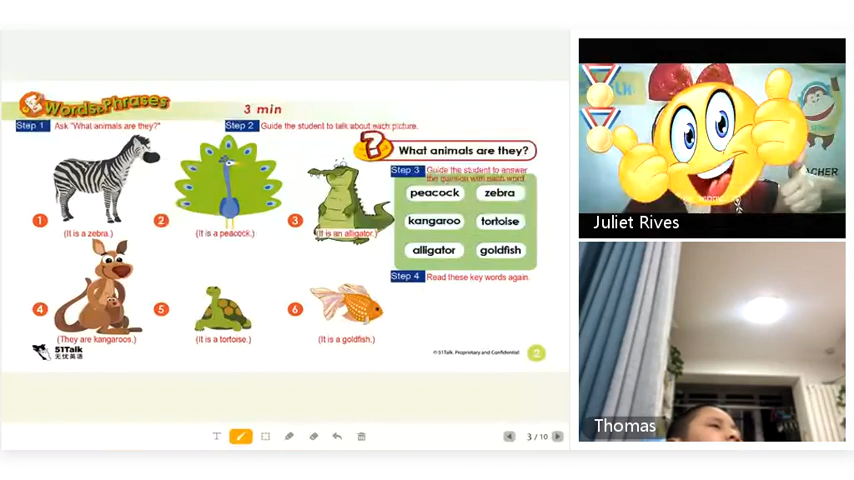 Words & Phrases
3 min
Step 1 Ask "What animals are they?"
Step 2 Guide the student to talk about each picture.
What animals are they?
Step 3 Guide the student to answer
the question with each word.
peacock zebra
kangaroo tortoise
alligator goldfish
Step 4 Read these key words again.
1 (It is a zebra.)
2 (It is a peacock.)
3 (It is an alligator.)
4 (They are kangaroos.)
5 (It is a tortoise.)
6 (It is a goldfish.)
51Talk
无忧英语
© 51Talk. Proprietary and Confidential
2
T
3 / 10
Juliet Rives
Thomas